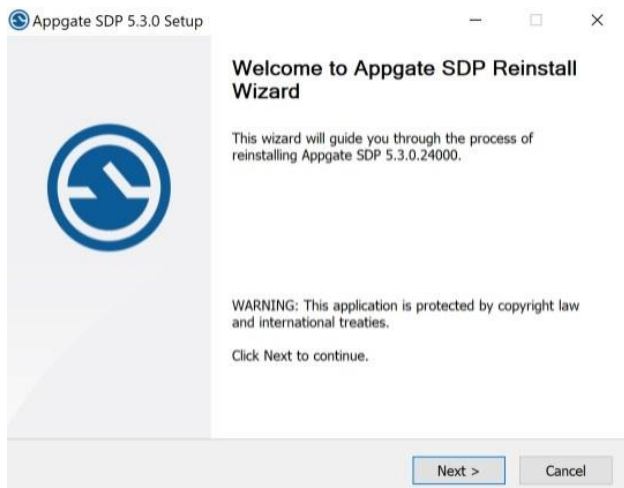 Appgate SDP 5.3.0 Setup
Welcome to Appgate SDP Reinstall
Wizard
This wizard will guide you through the process of
reinstalling Appgate SDP 5.3.0.24000.
WARNING: This application is protected by copyright law
and international treaties.
Click Next to continue.
Next >
Cancel